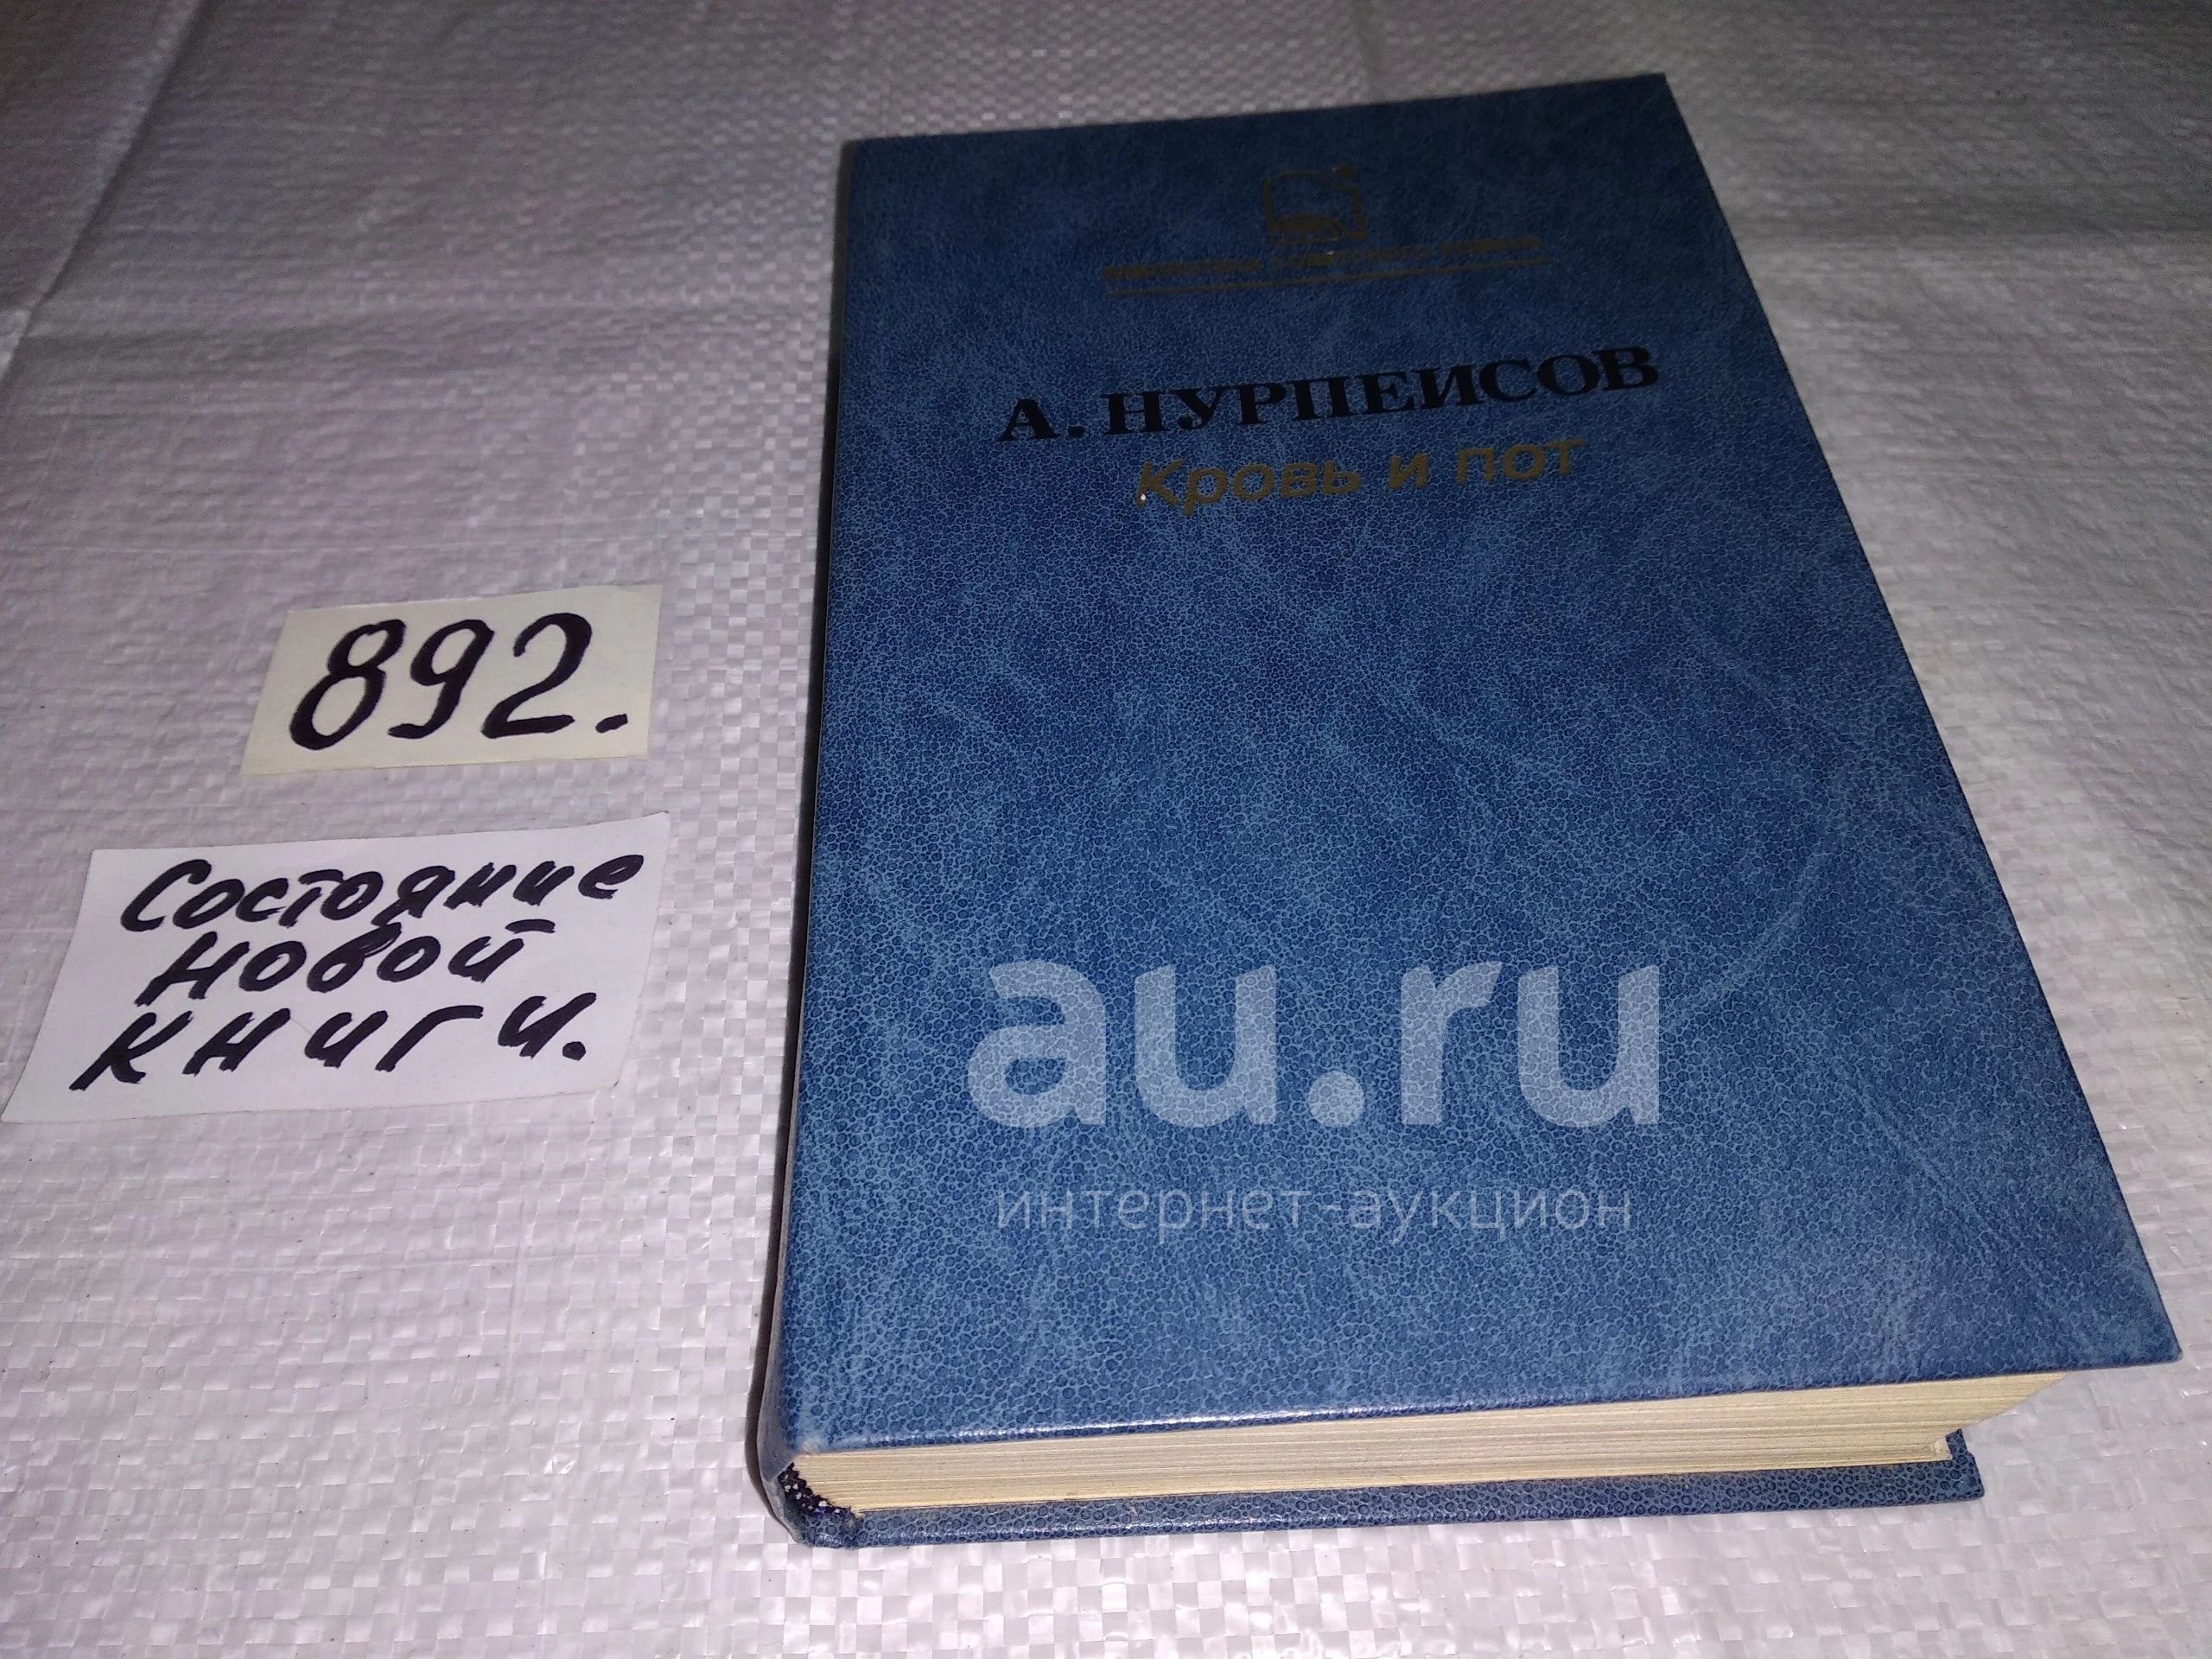 А. НУРПЕИСОВ
Кровь и пот
892.
Состояние
новой
книги.
au.ru
интернет-аукцион